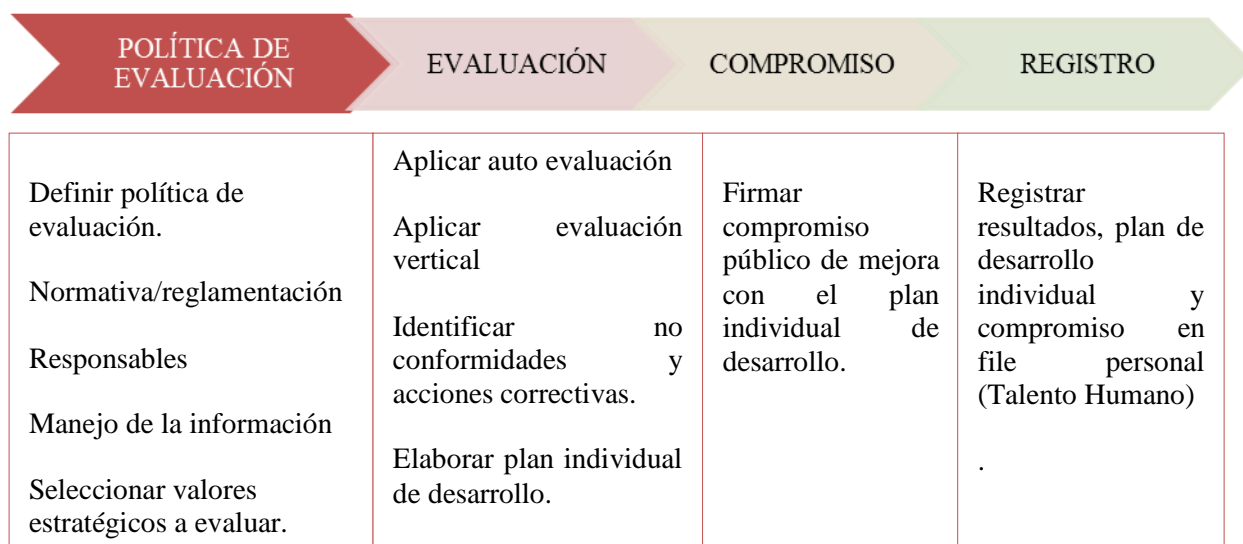 POLÍTICA DE
EVALUACIÓN
EVALUACIÓN
COMPROMISO
REGISTRO
Definir política de
evaluación.
Normativa/reglamentación
Responsables
Manejo de la información
Seleccionar valores
estratégicos a evaluar.
Aplicar auto evaluación
Aplicar evaluación
vertical
Identificar no
conformidades y
acciones correctivas.
Elaborar plan individual
de desarrollo.
Firmar
compromiso
público de mejora
con el plan
individual de
desarrollo.
Registrar
resultados, plan de
desarrollo
individual y
compromiso en
file personal
(Talento Humano)
.